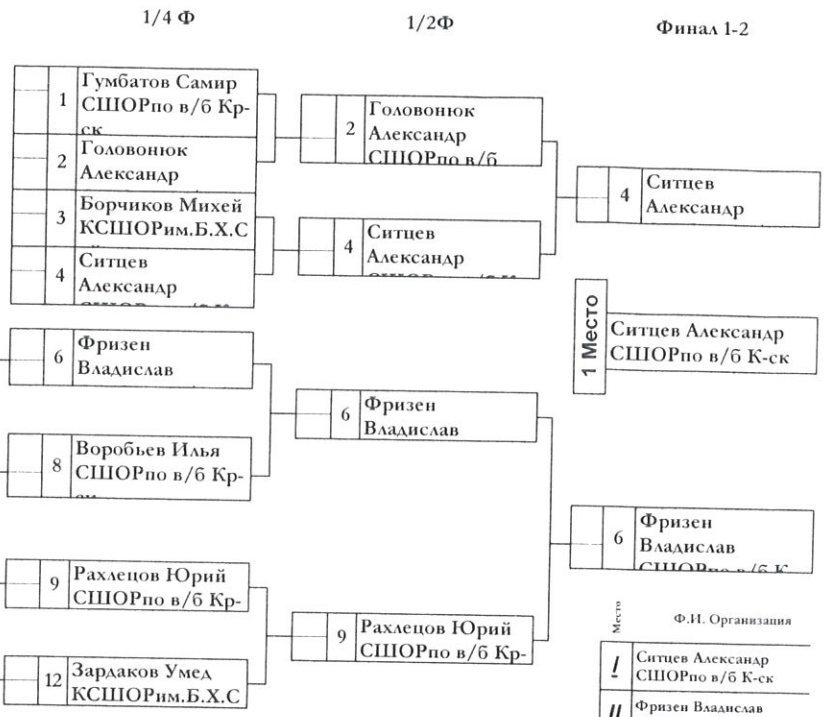 1/4 Ф
1/2Ф
Финал 1-2
1
Гумбатов Самир
СШОРпо в/б Кр-
ск
2
Головонюк
Александр
3
Борчиков Михей
КСШОРим.Б.Х.С
4
Ситцев
Александр
6
Фризен
Владислав
8
Воробьев Илья
СШОРпо в/б Кр-
9
Рахлецов Юрий
СШОРпо в/б Кр-
12
Зардаков Умед
КСШОРим.Б.Х.С
2
Головонюк
Александр
СШОРпо в/б
4
Ситцев
Александр
6
Фризен
Владислав
9
Рахлецов Юрий
СШОРпо в/б Кр-
4
Ситцев
Александр
1 Место
Ситцев Александр
СШОРпо в/б К-ск
6
Фризен
Владислав
СШОРпо в/б К
Место
Ф.И. Организация
I
Ситцев Александр
СШОРпо в/б К-ск
II
Фризен Владислав